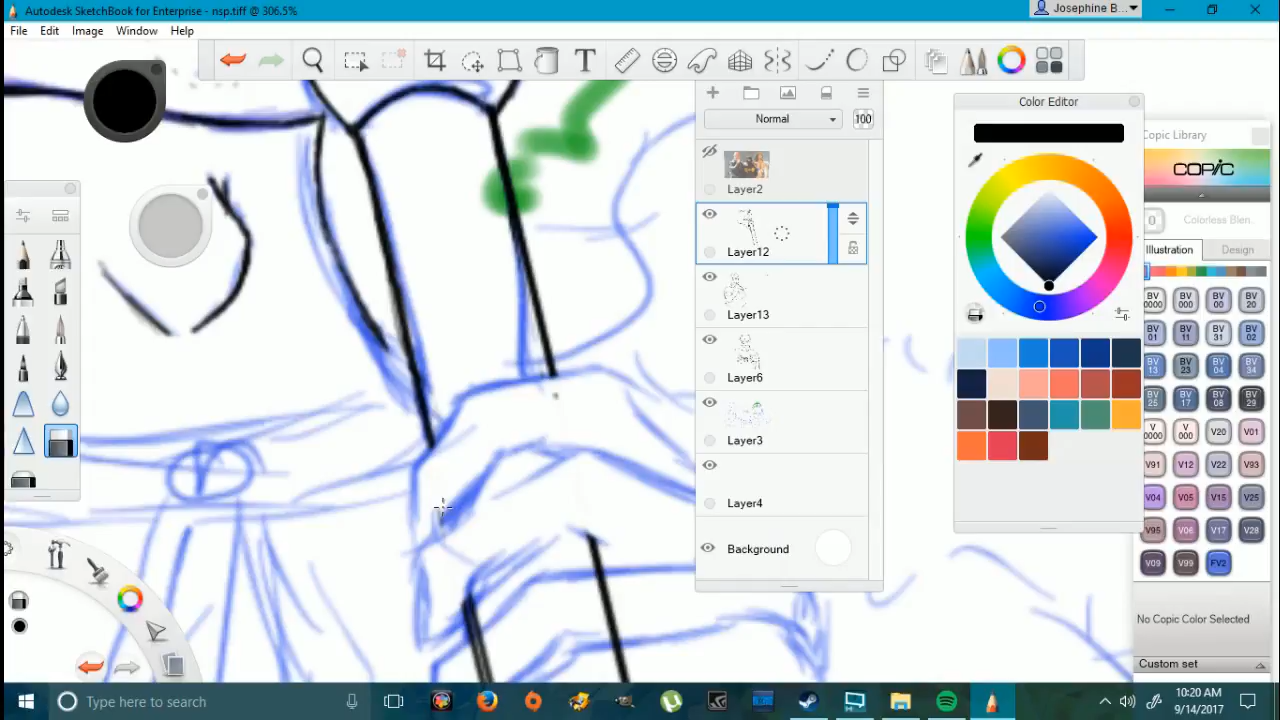 Autodesk SketchBook for Enterprise - nsp.tiff @ 306.5%
Josephine B...
File Edit Image Window Help
Normal
100
Layer2
Layer12
Layer13
Layer6
Layer3
Layer4
Background
Color Editor
Copic Library
COPIC
0 Colorless Blen..
Illustration Design
BV 0000 BV 000 BV 00 BV 20
BV 01 BV 11 BV 31 BV 02
BV 13 BV 23 BV 04 BV 34
BV 25 BV 17 BV 08 BV 29
V 0000 V 000 V20 V01
V91 V12 V22 V93
V04 V05 V15 V25
V95 V06 V17 V28
V09 V99 FV2
No Copic Color Selected
Custom set
Type here to search
10:20 AM
9/14/2017